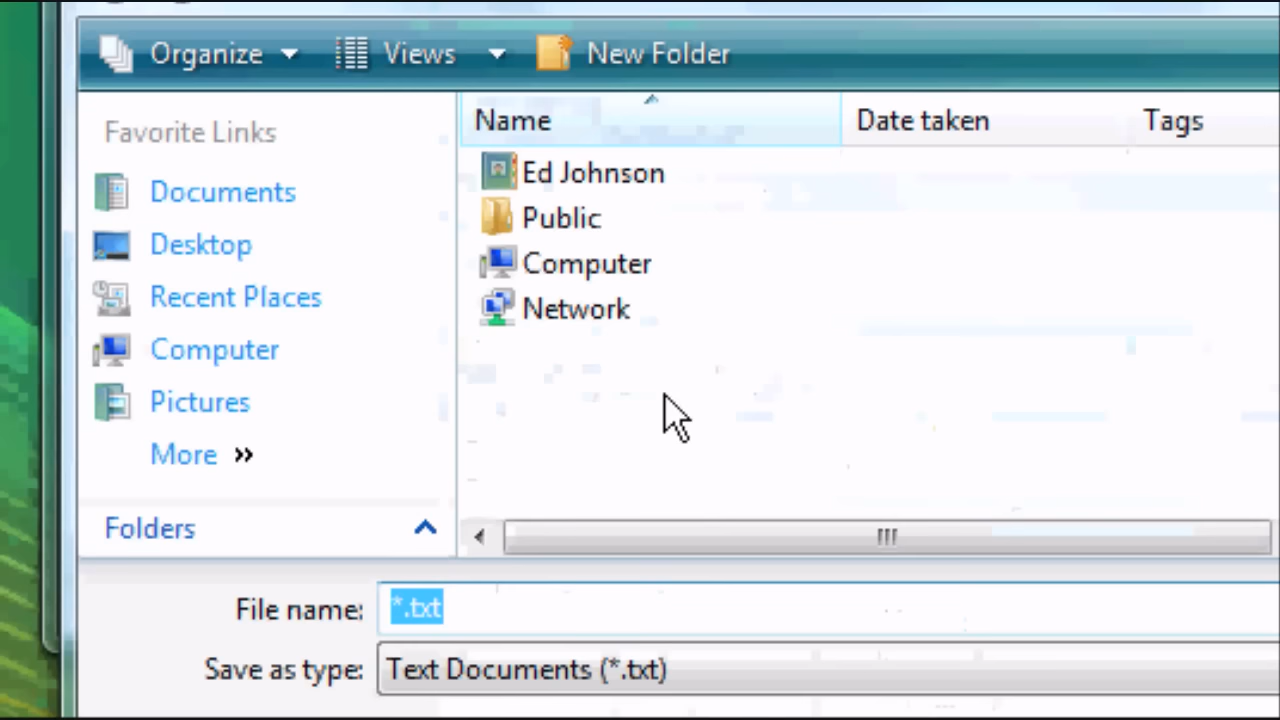 Organize Views New Folder
Favorite Links
Documents
Desktop
Recent Places
Computer
Pictures
More »
Folders
Name Date taken Tags
Ed Johnson
Public
Computer
Network
File name: *.txt
Save as type: Text Documents (*.txt)